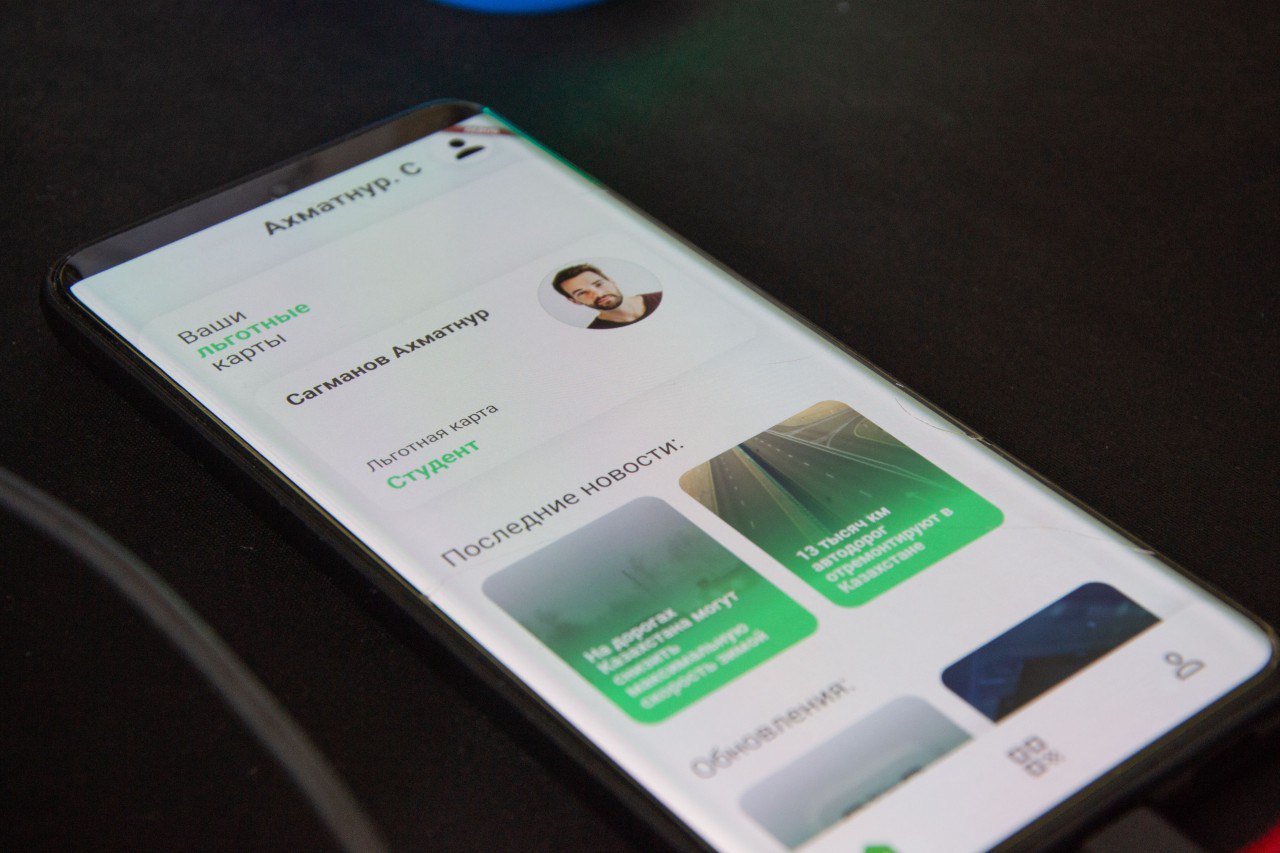 Ахматнур. С
Ваши
льготные
карты
Сагманов Ахматнур
Льготная карта
Студент
Последние новости:
На дорогах
Казахстана могут
снизить
максимальную
скорость зимой
13 тысяч км
автодорог
отремонтируют в
Казахстане
Обновления: